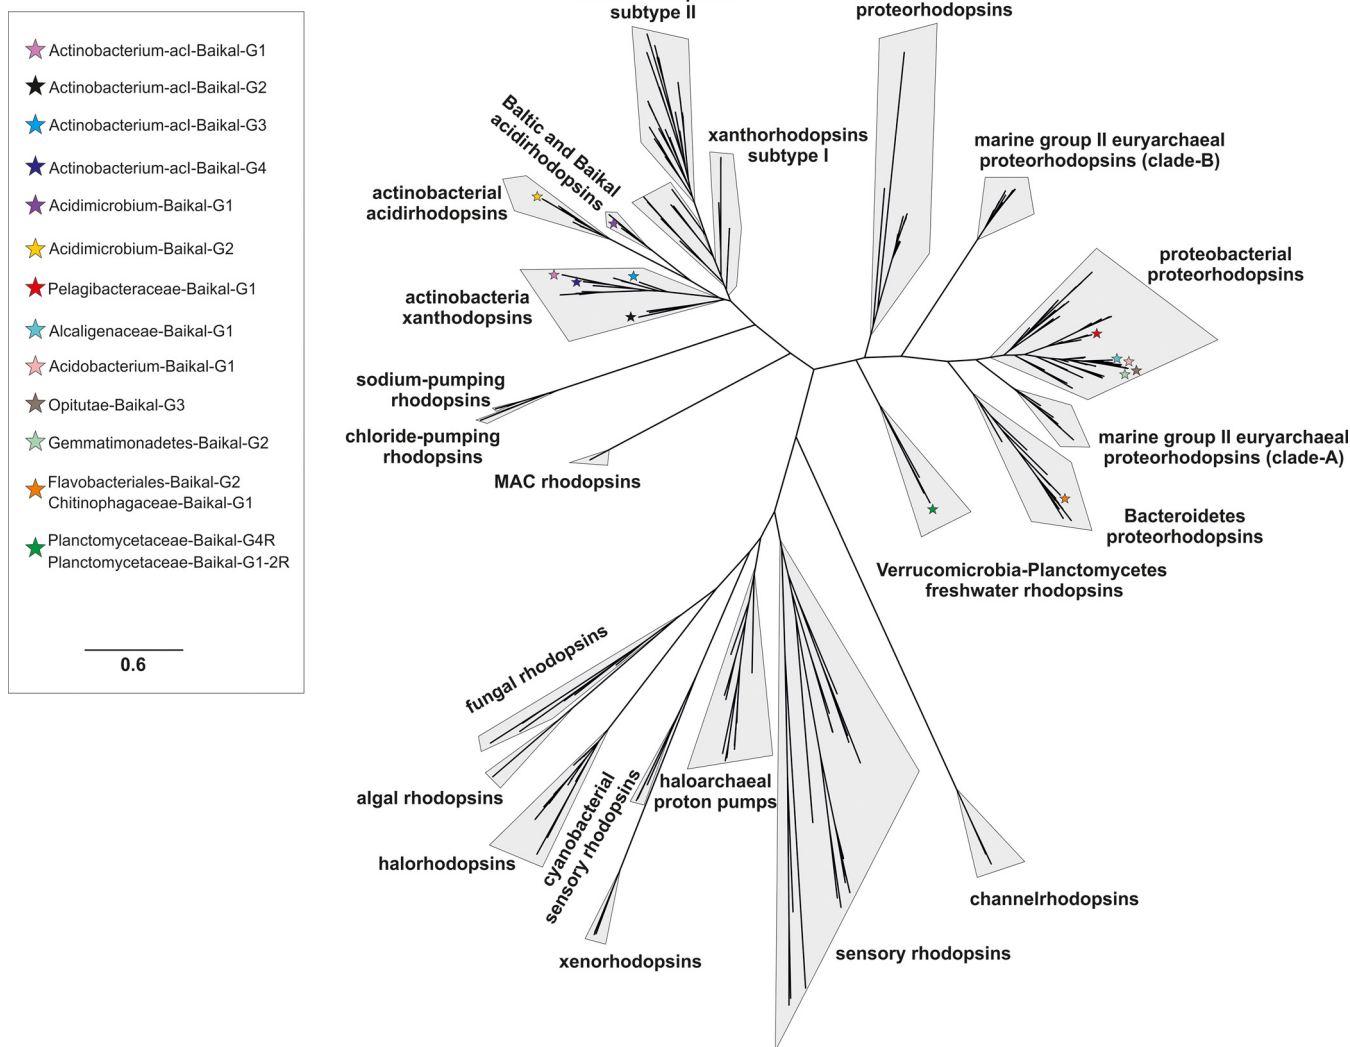 Actinobacterium-acI-Baikal-G1
Actinobacterium-acI-Baikal-G2
Actinobacterium-acI-Baikal-G3
Actinobacterium-acI-Baikal-G4
Acidimicrobium-Baikal-G1
Acidimicrobium-Baikal-G2
Pelagibacteraceae-Baikal-G1
Alcaligenaceae-Baikal-G1
Acidobacterium-Baikal-G1
Opitutae-Baikal-G3
Gemmatimonadetes-Baikal-G2
Flavobacteriales-Baikal-G2
Chitinophagaceae-Baikal-G1
Planctomycetaceae-Baikal-G4R
Planctomycetaceae-Baikal-G1-2R
0.6
subtype II
proteorhodopsins
Baltic and Baikal
acidirhodopsins
xanthorhodopsins
subtype I
marine group II euryarchaeal
proteorhodopsins (clade-B)
actinobacterial
acidirhodopsins
proteobacterial
proteorhodopsins
actinobacteria
xanthodopsins
sodium-pumping
rhodopsins
chloride-pumping
rhodopsins
MAC rhodopsins
marine group II euryarchaeal
proteorhodopsins (clade-A)
Bacteroidetes
proteorhodopsins
Verrucomicrobia-Planctomycetes
freshwater rhodopsins
fungal rhodopsins
algal rhodopsins
halorhodopsins
cyanobacterial
sensory rhodopsins
haloarchaeal
proton pumps
xenorhodopsins
sensory rhodopsins
channelrhodopsins